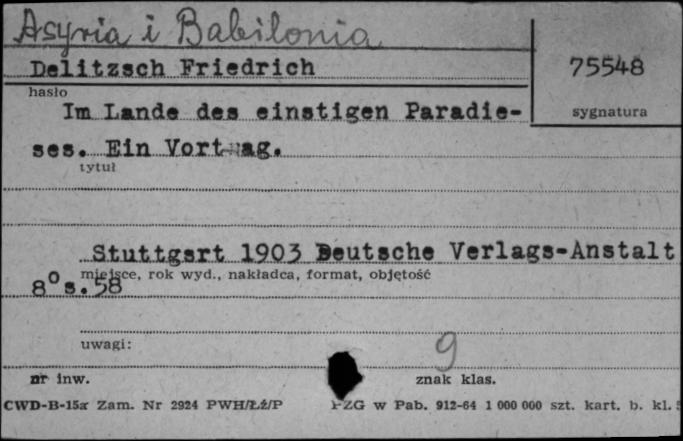 Asyria i Babilonia
Delitzsch Friedrich
75548
hasło
sygnatura
Im Lande des einstigen Paradie-
ses. Ein Vortrag.
tytuł
Stuttgart 1903 Deutsche Verlags-Anstalt
miejsce, rok wyd., nakładca, format, objętość
8° s. 58
uwagi:
9
nr inw.
znak klas.
CWD-B-15a Zam. Nr 2924 PWH/Łź/P PZG w Pab. 912-64 1 000 000 szt. kart. b. kl.